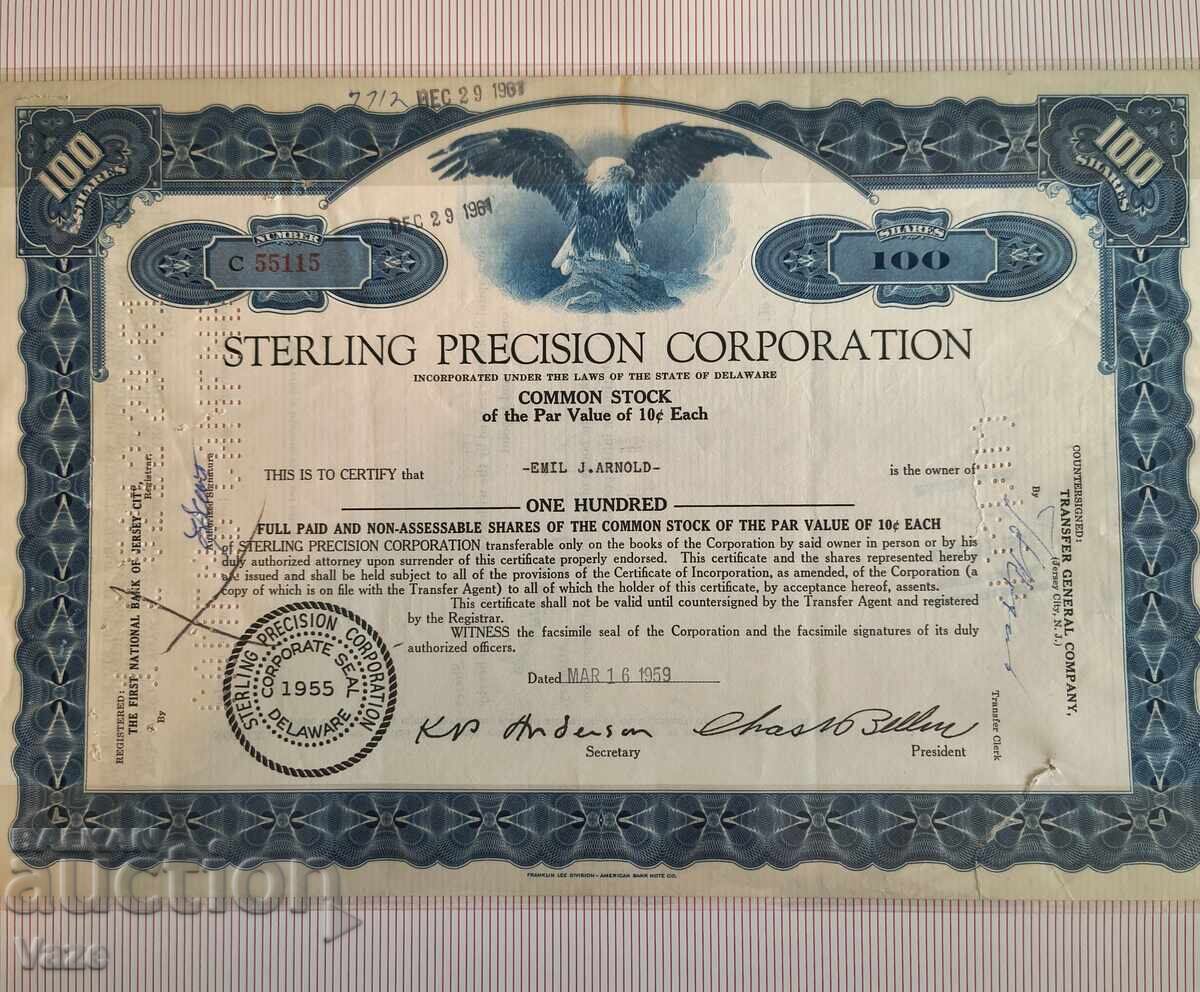 7712 DEC 29 1961
100
SHARES
100
SHARES
DEC 29 1961
NUMBER
C 55115
SHARES
100
STERLING PRECISION CORPORATION
INCORPORATED UNDER THE LAWS OF THE STATE OF DELAWARE
COMMON STOCK
of the Par Value of 10¢ Each
THIS IS TO CERTIFY that -EMIL J.ARNOLD- is the owner of
ONE HUNDRED
FULL PAID AND NON-ASSESSABLE SHARES OF THE COMMON STOCK OF THE PAR VALUE OF 10¢ EACH
of STERLING PRECISION CORPORATION transferable only on the books of the Corporation by said owner in person or by his
duly authorized attorney upon surrender of this certificate properly endorsed. This certificate and the shares represented hereby
are issued and shall be held subject to all of the provisions of the Certificate of Incorporation, as amended, of the Corporation (a
copy of which is on file with the Transfer Agent) to all of which the holder of this certificate, by acceptance hereof, assents.
This certificate shall not be valid until countersigned by the Transfer Agent and registered
by the Registrar.
WITNESS the facsimile seal of the Corporation and the facsimile signatures of its duly
authorized officers.
Dated MAR 16 1959
STERLING PRECISION CORPORATION
CORPORATE SEAL
1955
DELAWARE
K P Anderson
Secretary
President
REGISTERED:
THE FIRST NATIONAL BANK OF JERSEY CITY,
Registrar,
By
Authorized Signature
COUNTERSIGNED:
TRANSFER GENERAL COMPANY,
(Jersey City, N. J.)
By
Transfer Clerk
FRANKLIN LEE DIVISION - AMERICAN BANK NOTE CO.
BALKAN
auction
Vaze